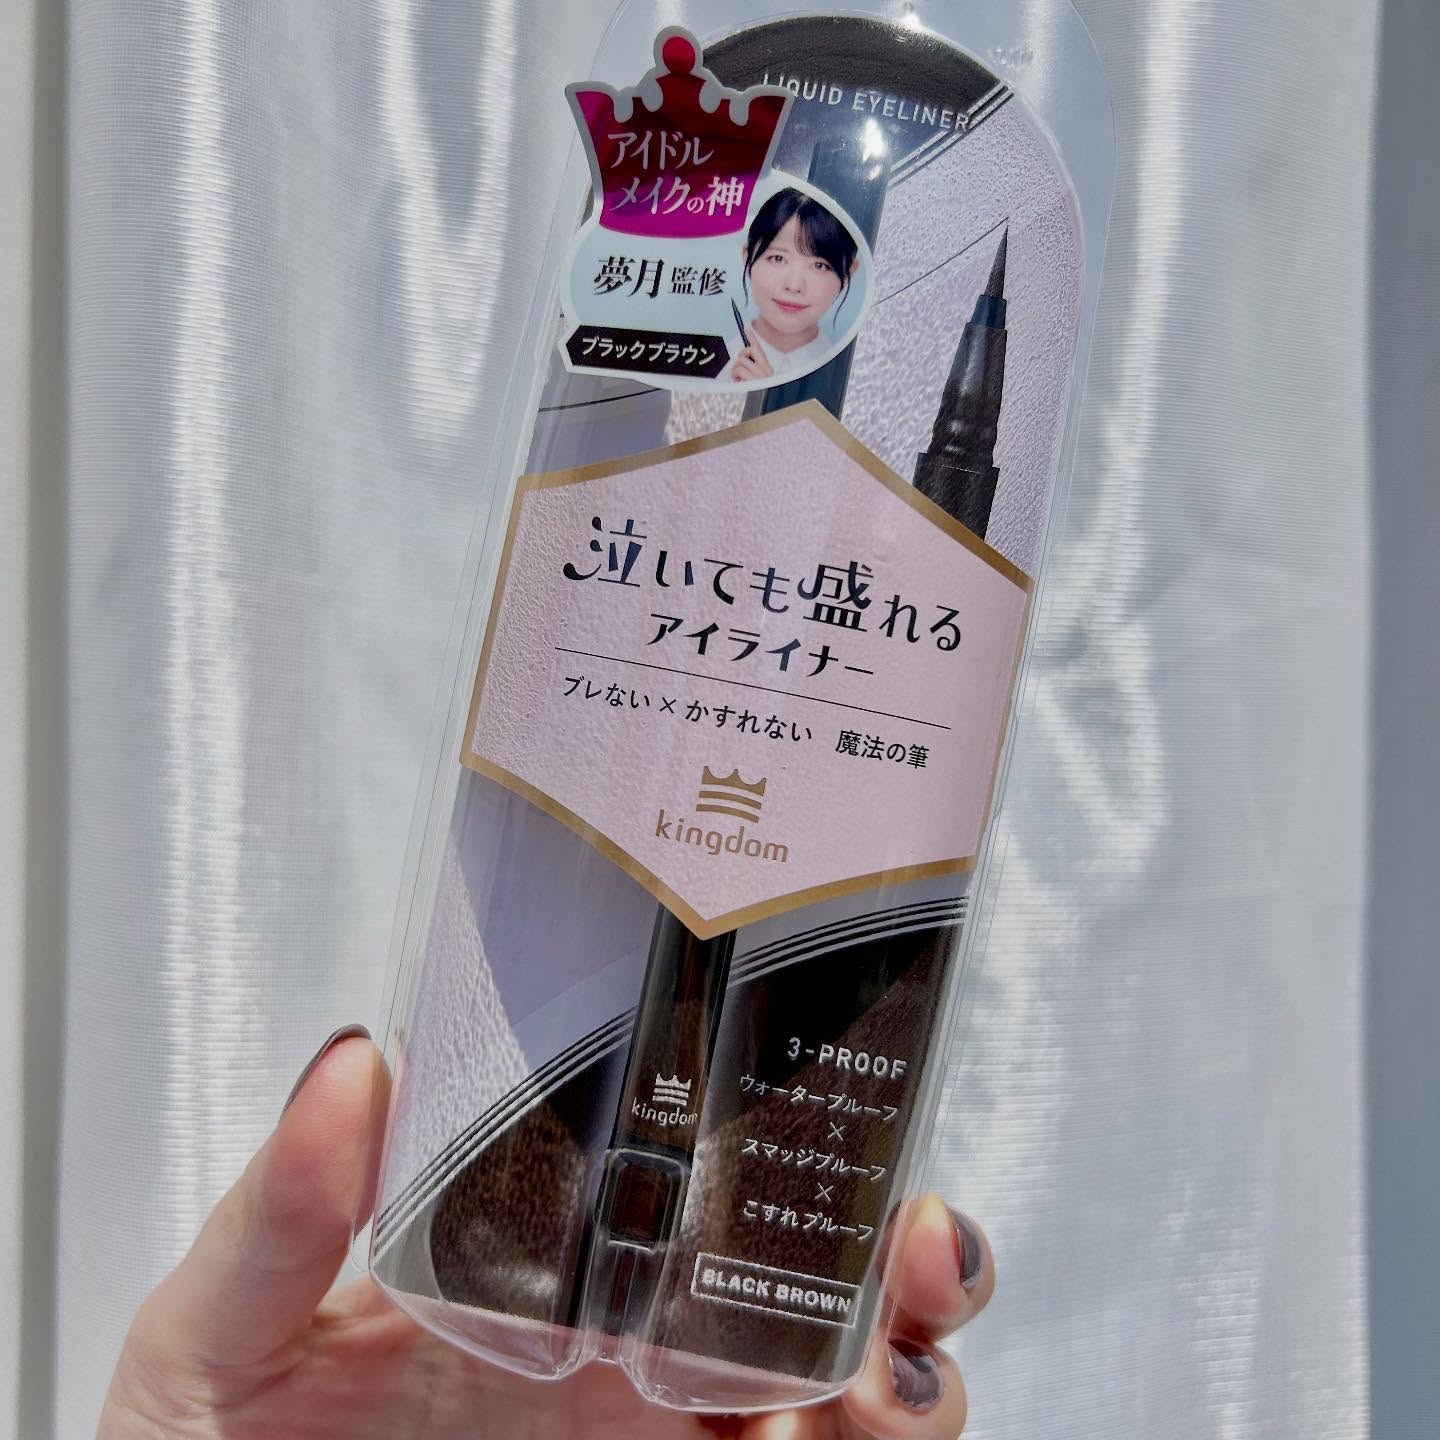 LIQUID EYELINER
アイドル
メイクの神
夢月監修
ブラックブラウン
泣いても盛れる
アイライナー
ブレない×かすれない 魔法の筆
kingdom
kingdom
3-PROOF
ウォータープルーフ
×
スマッジプルーフ
×
こすれプルーフ
BLACK BROWN